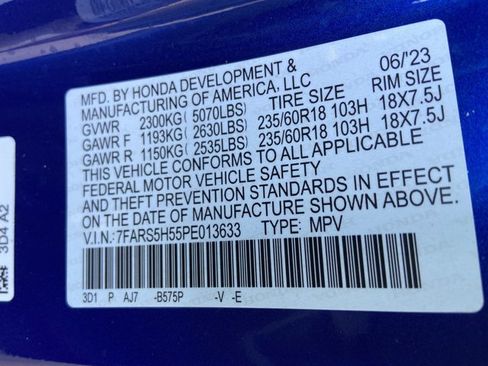 MFD. BY HONDA DEVELOPMENT & 06/'23
MANUFACTURING OF AMERICA, LLC
GVWR 2300KG (5070LBS) TIRE SIZE RIM SIZE
GAWR F 1193KG (2630LBS) 235/60R18 103H 18X7.5J
GAWR R 1150KG (2535LBS) 235/60R18 103H 18X7.5J
THIS VEHICLE CONFORMS TO ALL APPLICABLE
FEDERAL MOTOR VEHICLE SAFETY
STANDARDS IN EFFECT
ON THE DATE OF MANUFACTURE SHOWN ABOVE.
V.I.N.:7FARS5H55PE013633 TYPE: MPV
3D1 P AJ7 -B575P -V -E
3D4 A2